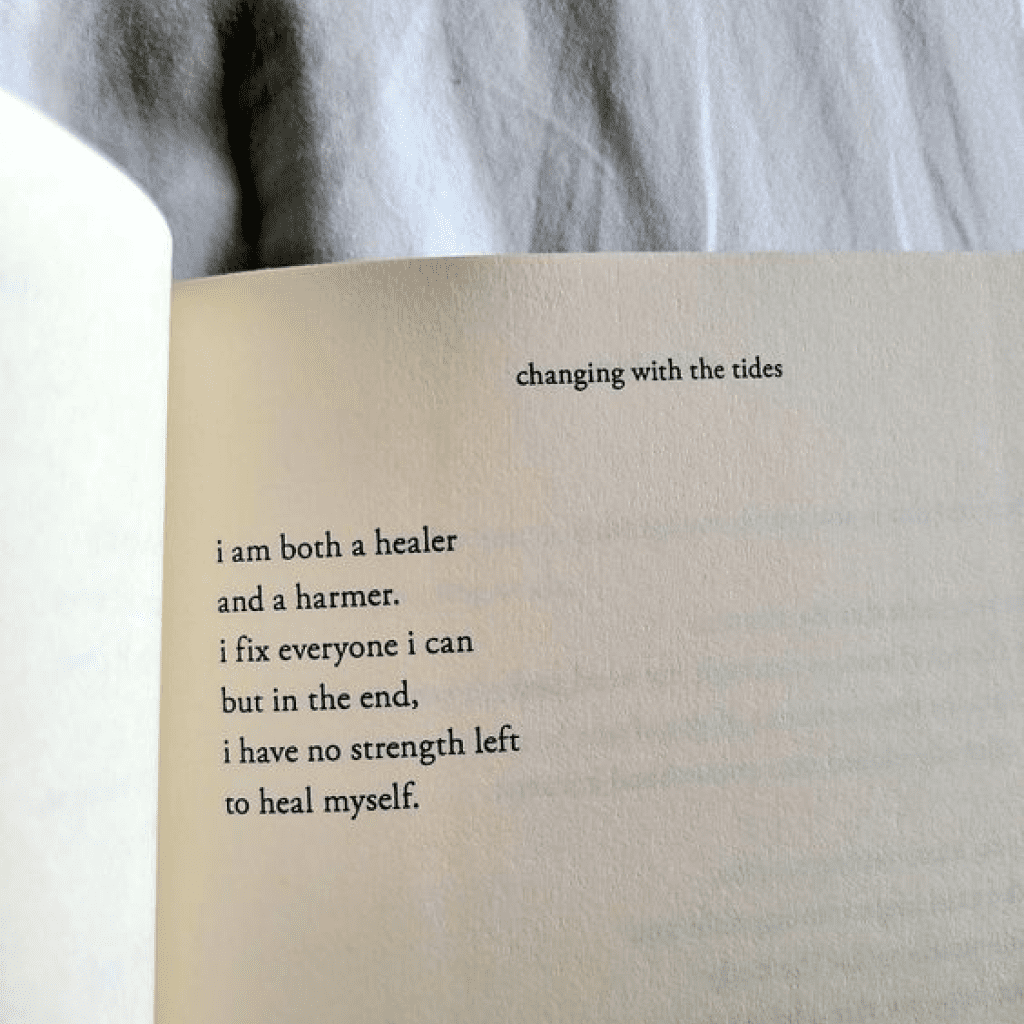 changing with the tides
i am both a healer
and a harmer.
i fix everyone i can
but in the end,
i have no strength left
to heal myself.